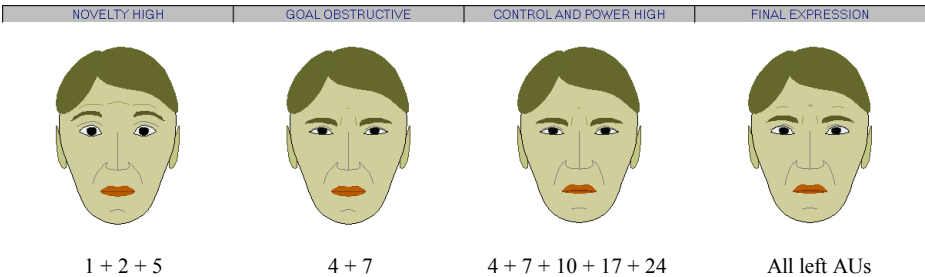 NOVELTY HIGH GOAL OBSTRUCTIVE CONTROL AND POWER HIGH FINAL EXPRESSION
1 + 2 + 5 4 + 7 4 + 7 + 10 + 17 + 24 All left AUs